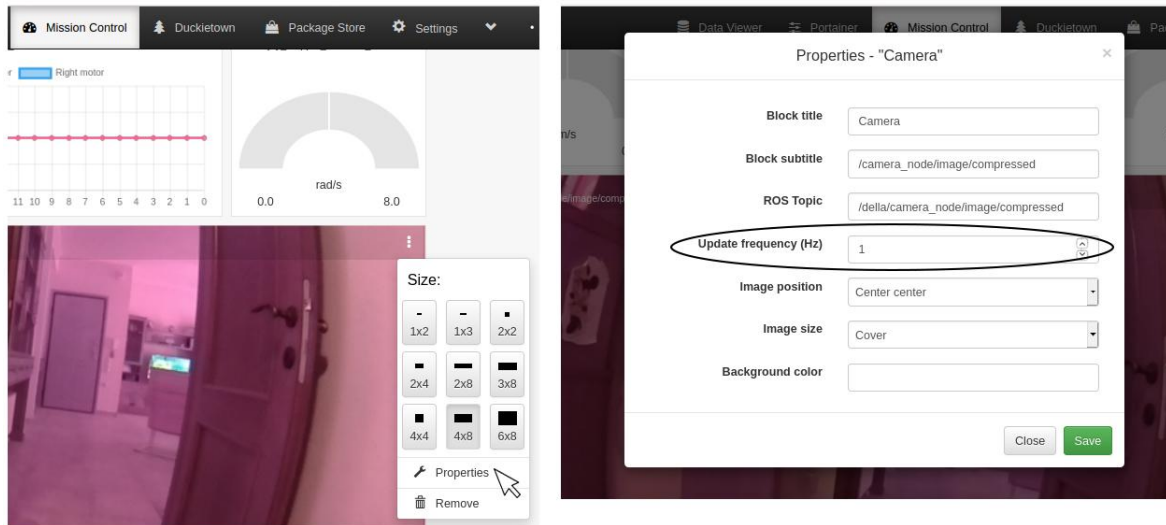 Mission Control Duckietown Package Store Settings
Right motor
11 10 9 8 7 6 5 4 3 2 1 0
rad/s
0.0 8.0
Size:
1x2 1x3 2x2
2x4 2x8 3x8
4x4 4x8 6x8
Properties
Remove
Data Viewer Portainer Mission Control Duckietown Pa
m/s
Properties - "Camera" ×
Block title Camera
Block subtitle /camera_node/image/compressed
ROS Topic /della/camera_node/image/compressed
Update frequency (Hz) 1
Image position Center center
Image size Cover
Background color
Close Save